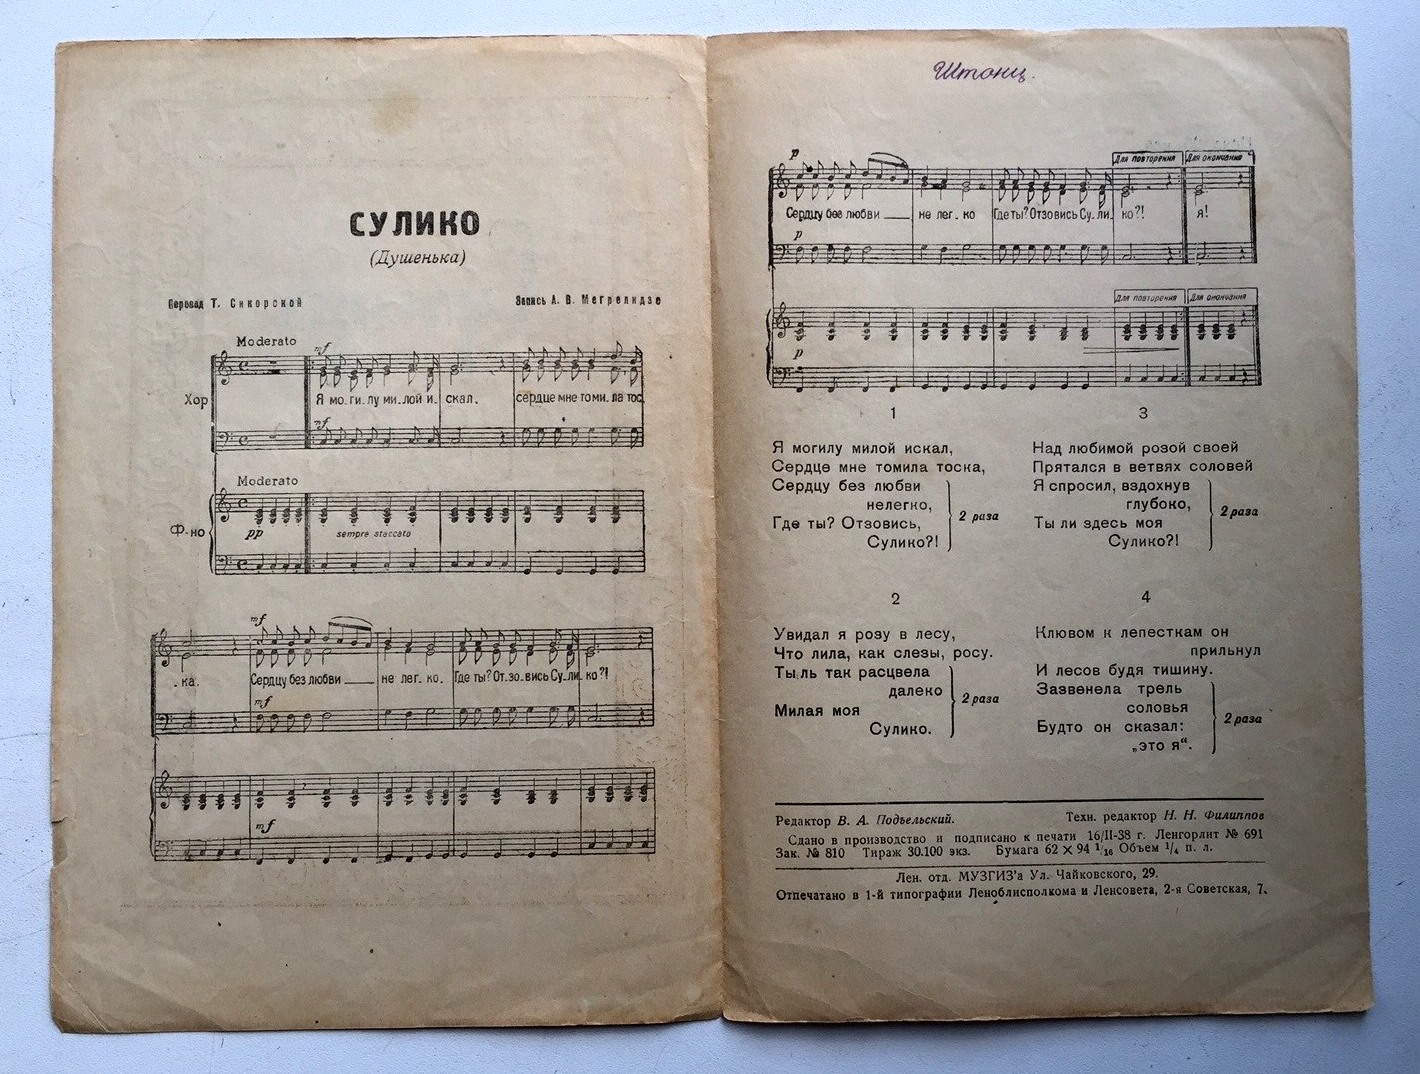 СУЛИКО
(Душенька)
Перевод Т. Сикорской
Запись А. В. Мегрелидзе
Moderato
mf
Хор
Я мо.ги.лу ми.лой и. скал. сердце мне томи.ла тос
mf
Moderato
Ф-но
pp
sempre staccato
mf
.ка. Сердцу без любви не лег. ко. Где ты? От.зо.вись Су.ли. ко?!
mf
mf
Штонц.
p
Для повторения
Для окончания
Сердцу без любви не лег. ко Где ты? Отзовись Су.ли. ко?! я!
p
Для повторения
Для окончания
p
1
Я могилу милой искал,
Сердце мне томила тоска,
Сердцу без любви
нелегко,
Где ты? Отзовись,
Сулико?!
2 раза
2
Увидал я розу в лесу,
Что лила, как слезы, росу.
Ты ль так расцвела
далеко
Милая моя
Сулико.
2 раза
3
Над любимой розой своей
Прятался в ветвях соловей
Я спросил, вздохнув
глубоко,
Ты ли здесь моя
Сулико?!
2 раза
4
Клювом к лепесткам он
прильнул
И лесов будя тишину.
Зазвенела трель
соловья
Будто он сказал:
„это я“.
2 раза
Редактор В. А. Подьельский. Техн. редактор Н. Н. Филиппов
Сдано в производство и подписано к печати 16/II-38 г. Ленгорлит № 691
Зак. № 810 Тираж 30.100 экз. Бумага 62 × 94 1/16 Объем 1/4 п. л.
Лен. отд. МУЗГИЗ'а Ул. Чайковского, 29.
Отпечатано в 1-й типографии Леноблисполкома и Ленсовета, 2-я Советская, 7.